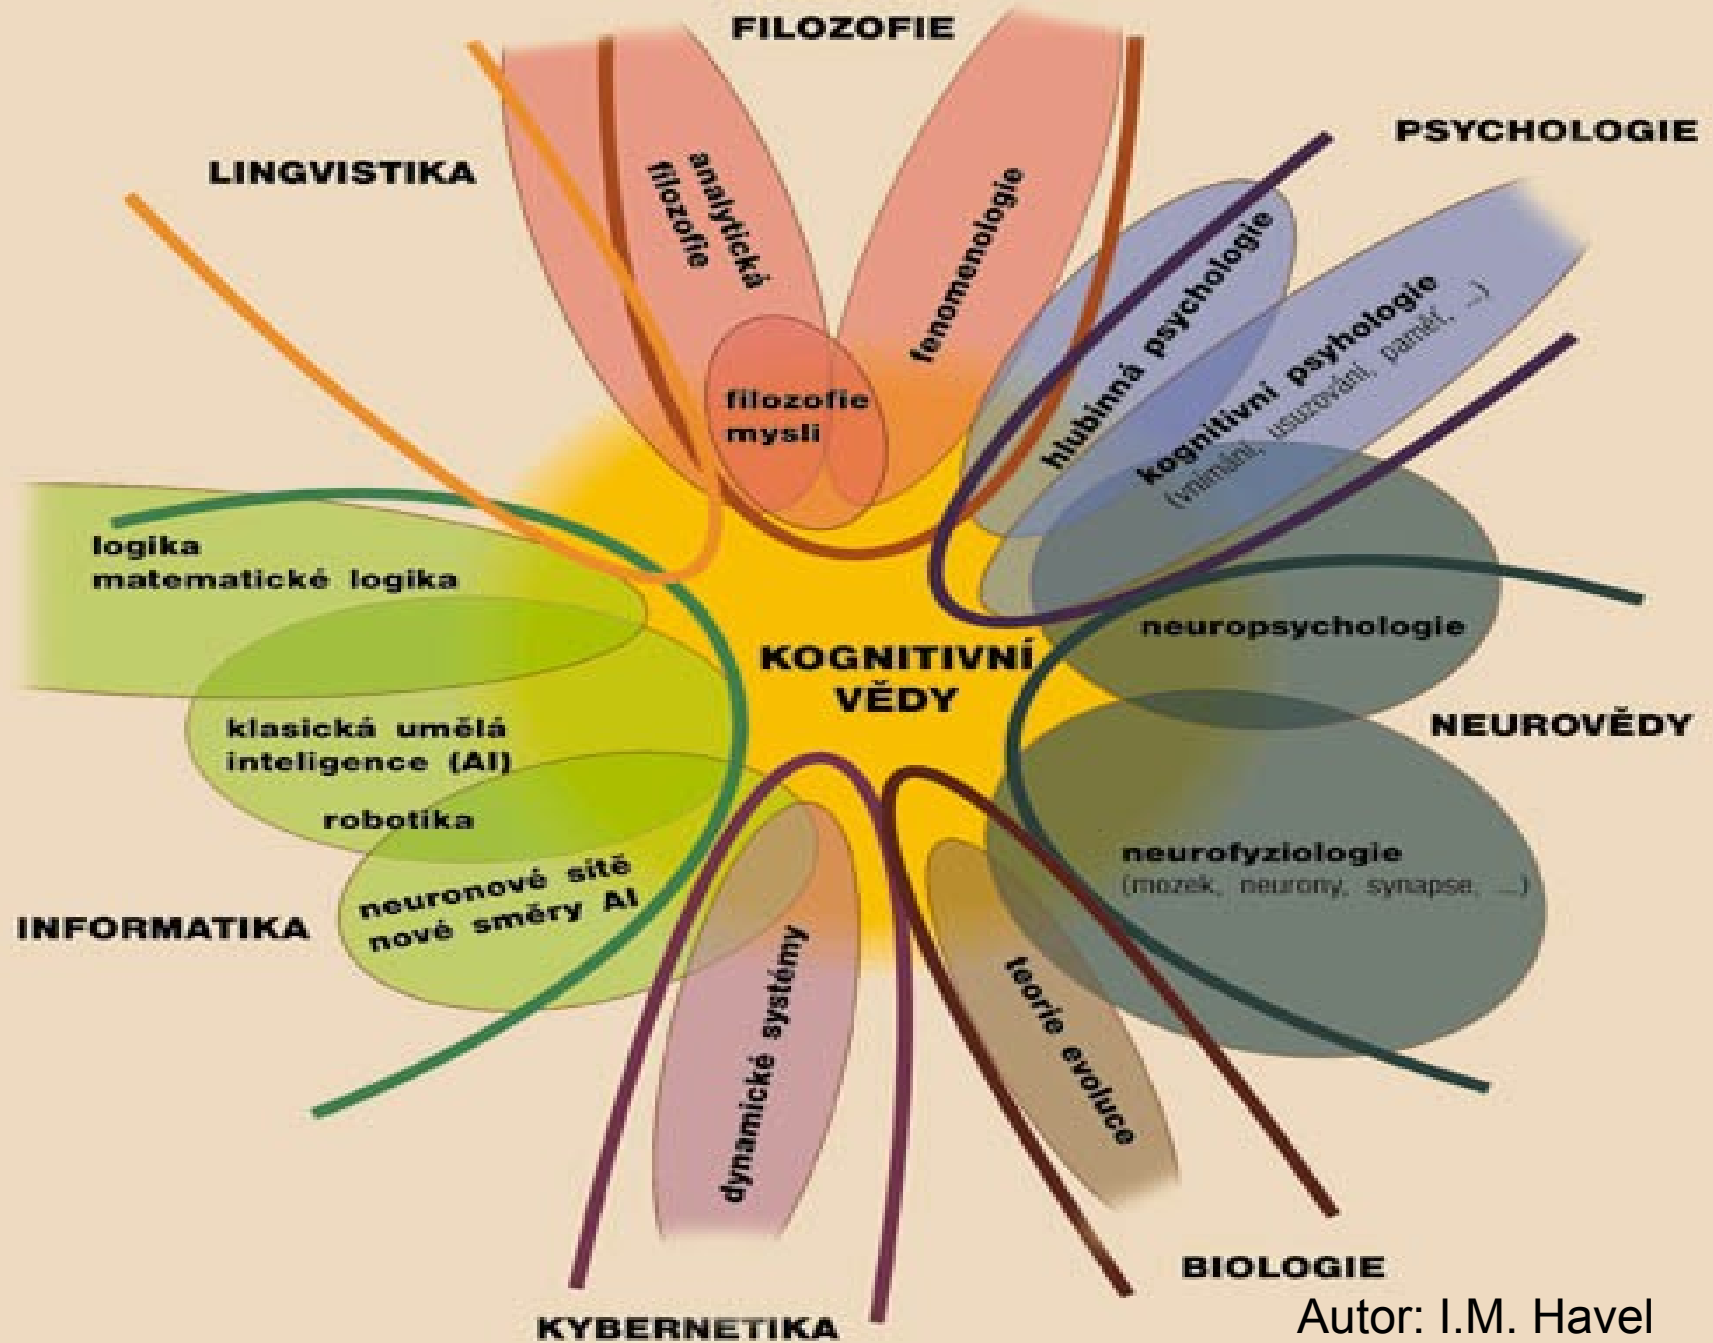 FILOZOFIE
PSYCHOLOGIE
LINGVISTIKA
analytická
filozofie
fenomenologie
hlubinná psychologie
kognitivní psyhologie
(vnímání, usuzování, paměť, ...)
filozofie
mysli
logika
matematické logika
neuropsychologie
KOGNITIVNÍ
VĚDY
NEUROVĚDY
klasická umělá
inteligence (AI)
robotika
neuronové sítě
nové směry AI
neurofyziologie
(mozek, neurony, synapse, ...)
INFORMATIKA
dynamické systémy
teorie evoluce
BIOLOGIE
KYBERNETIKA
Autor: I.M. Havel